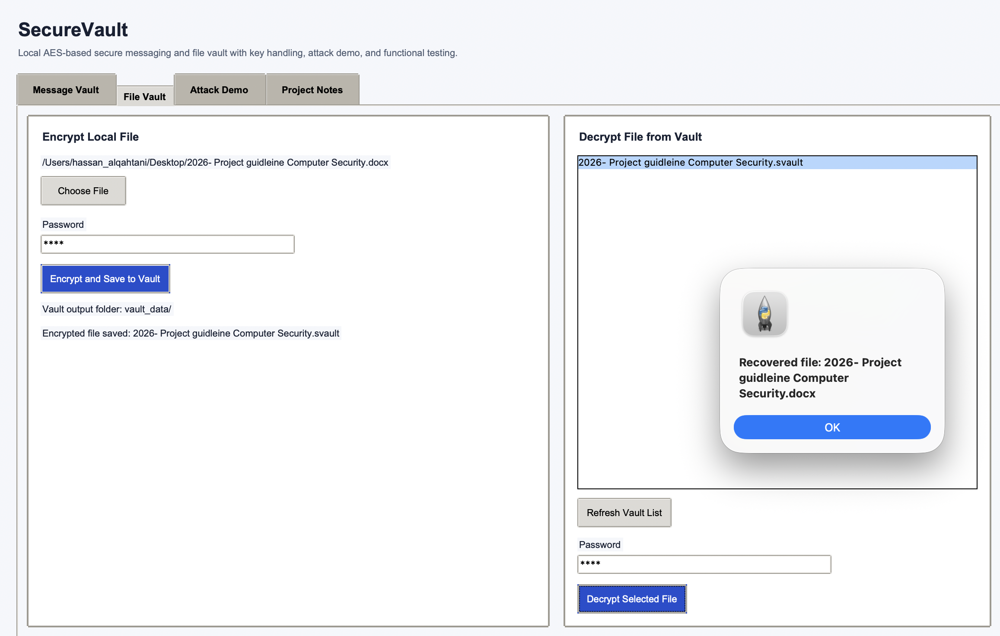 SecureVault
Local AES-based secure messaging and file vault with key handling, attack demo, and functional testing.
Message Vault
File Vault
Attack Demo
Project Notes
Encrypt Local File
/Users/hassan_alqahtani/Desktop/2026- Project guidleine Computer Security.docx
Choose File
Password
****
Encrypt and Save to Vault
Vault output folder: vault_data/
Encrypted file saved: 2026- Project guidleine Computer Security.svault
Decrypt File from Vault
2026- Project guidleine Computer Security.svault
Recovered file: 2026- Project
guidleine Computer
Security.docx
OK
Refresh Vault List
Password
****
Decrypt Selected File